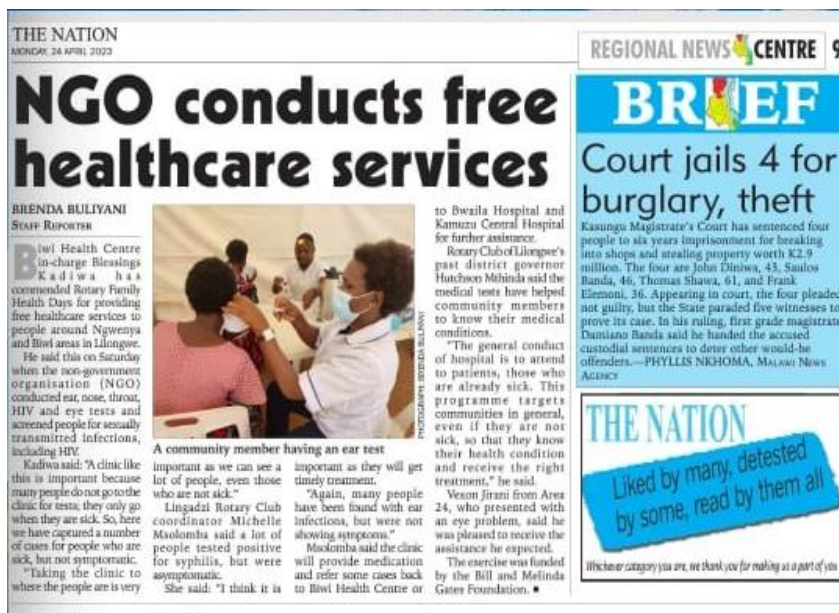 THE NATION
MONDAY, 24 APRIL 2023
REGIONAL NEWS CENTRE 9
NGO conducts free
healthcare services
BRENDA BULIYANI
STAFF REPORTER
Biwi Health Centre
in-charge Blessings
Kadiwa has
commended Rotary Family
Health Days for providing
free healthcare services to
people around Ngwenya
and Biwi areas in Lilongwe.
He said this on Saturday
when the non-government
organisation (NGO)
conducted ear, nose, throat,
HIV and eye tests and
screened people for sexually
transmitted infections,
including HIV.
Kadiwa said: "A clinic like
this is important because
many people do not go to the
clinic for tests; they only go
when they are sick. So, here
we have captured a number
of cases for people who are
sick, but not symptomatic.
"Taking the clinic to
where the people are is very
PHOTOGRAPH: BRENDA BULIYANI
A community member having an ear test
important as we can see a
lot of people, even those
who are not sick."
Lingadzi Rotary Club
coordinator Michelle
Msolomba said a lot of
people tested positive
for syphilis, but were
asymptomatic.
She said: "I think it is
important as they will get
timely treatment.
"Again, many people
have been found with ear
infections, but were not
showing symptoms."
Msolomba said the clinic
will provide medication
and refer some cases back
to Biwi Health Centre or
to Bwaila Hospital and
Kamuzu Central Hospital
for further assistance.
Rotary Club of Lilongwe's
past district governor
Hutchson Mthinda said the
medical tests have helped
community members
to know their medical
conditions.
"The general conduct
of hospital is to attend
to patients, those who
are already sick. This
programme targets
communities in general,
even if they are not
sick, so that they know
their health condition
and receive the right
treatment," he said.
Vexon Jirani from Area
24, who presented with
an eye problem, said he
was pleased to receive the
assistance he expected.
The exercise was funded
by the Bill and Melinda
Gates Foundation. ■
BRIEF
Court jails 4 for
burglary, theft
Kasungu Magistrate's Court has sentenced four
people to six years imprisonment for breaking
into shops and stealing property worth K2.9
million. The four are John Diniwa, 43, Saulos
Banda, 46, Thomas Shawa, 61, and Frank
Elemoni, 36. Appearing in court, the four pleaded
not guilty, but the State paraded five witnesses to
prove its case. In his ruling, first grade magistrate
Damiano Banda said he handed the accused
custodial sentences to deter other would-be
offenders.—PHYLLIS NKHOMA, MALAWI NEWS
AGENCY
THE NATION
Liked by many, detested
by some, read by them all
Whichever category you are, we thank you for making us a part of you